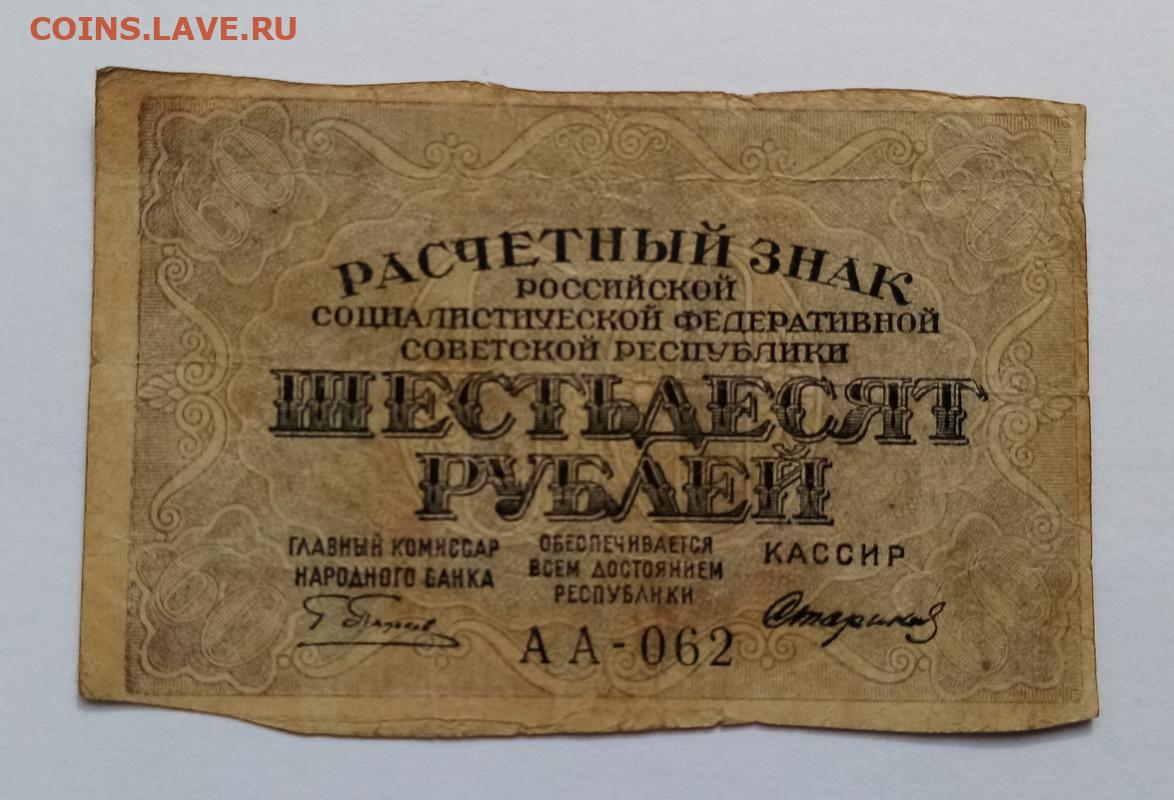 COINS.LAVE.RU
60
РАСЧЕТНЫЙ ЗНАК
РОССИЙСКОЙ
СОЦИАЛИСТИЧЕСКОЙ ФЕДЕРАТИВНОЙ
СОВЕТСКОЙ РЕСПУБЛИКИ
ШЕСТЬДЕСЯТ
РУБЛЕЙ
ГЛАВНЫЙ КОМИССАР
НАРОДНОГО БАНКА
ОБЕСПЕЧИВАЕТСЯ
ВСЕМ ДОСТОЯНИЕМ
РЕСПУБЛИКИ
КАССИР
АА-062